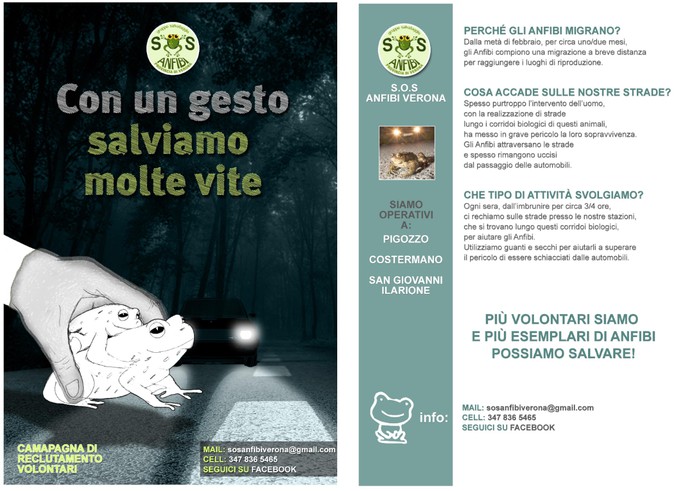 S S
ANFIBI
Con un gesto
salviamo
molte vite
CAMAPAGNA DI
RECLUTAMENTO
VOLONTARI
MAIL: sosanfibiverona@gmail.com
CELL: 347 836 5465
SEGUICI SU FACEBOOK
S S
ANFIBI
S.O.S
ANFIBI VERONA
SIAMO
OPERATIVI
A:
PIGOZZO
COSTERMANO
SAN GIOVANNI
ILARIONE
info:
PERCHÉ GLI ANFIBI MIGRANO?
Dalla metà di febbraio, per circa uno/due mesi,
gli Anfibi compiono una migrazione a breve distanza
per raggiungere i luoghi di riproduzione.
COSA ACCADE SULLE NOSTRE STRADE?
Spesso purtroppo l'intervento dell'uomo,
con la realizzazione di strade
lungo i corridoi biologici di questi animali,
ha messo in grave pericolo la loro sopravvivenza.
Gli Anfibi attraversano le strade
e spesso rimangono uccisi
dal passaggio delle automobili.
CHE TIPO DI ATTIVITÀ SVOLGIAMO?
Ogni sera, dall'imbrunire per circa 3/4 ore,
ci rechiamo sulle strade presso le nostre stazioni,
che si trovano lungo questi corridoi biologici,
per aiutare gli Anfibi.
Utilizziamo guanti e secchi per aiutarli a superare
il pericolo di essere schiacciati dalle automobili.
PIÙ VOLONTARI SIAMO
E PIÙ ESEMPLARI DI ANFIBI
POSSIAMO SALVARE!
MAIL: sosanfibiverona@gmail.com
CELL: 347 836 5465
SEGUICI SU FACEBOOK